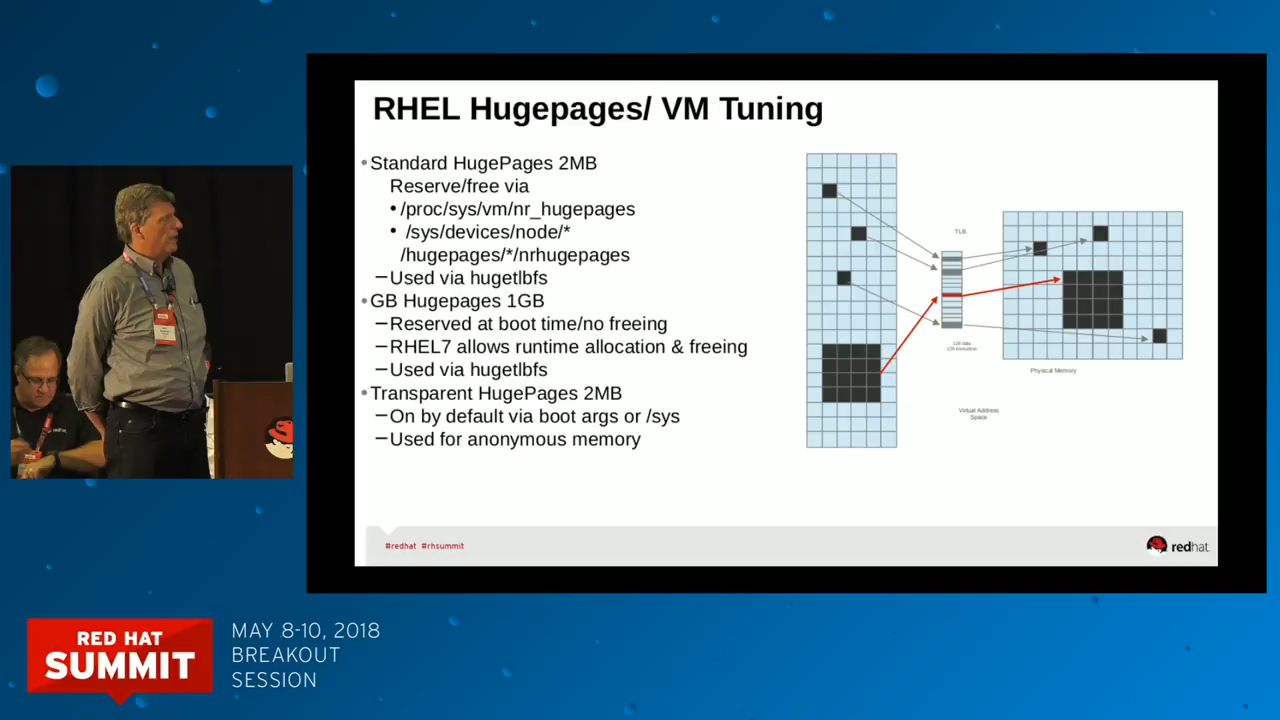 RHEL Hugepages/ VM Tuning
•Standard HugePages 2MB
Reserve/free via
•/proc/sys/vm/nr_hugepages
• /sys/devices/node/*
/hugepages/*/nrhugepages
–Used via hugetlbfs
•GB Hugepages 1GB
–Reserved at boot time/no freeing
–RHEL7 allows runtime allocation & freeing
–Used via hugetlbfs
•Transparent HugePages 2MB
–On by default via boot args or /sys
–Used for anonymous memory
TLB
128 data
Physical Memory
Virtual Address
Space
#redhat #rhsummit
redhat.
RED HAT
SUMMIT
MAY 8-10, 2018
BREAKOUT
SESSION